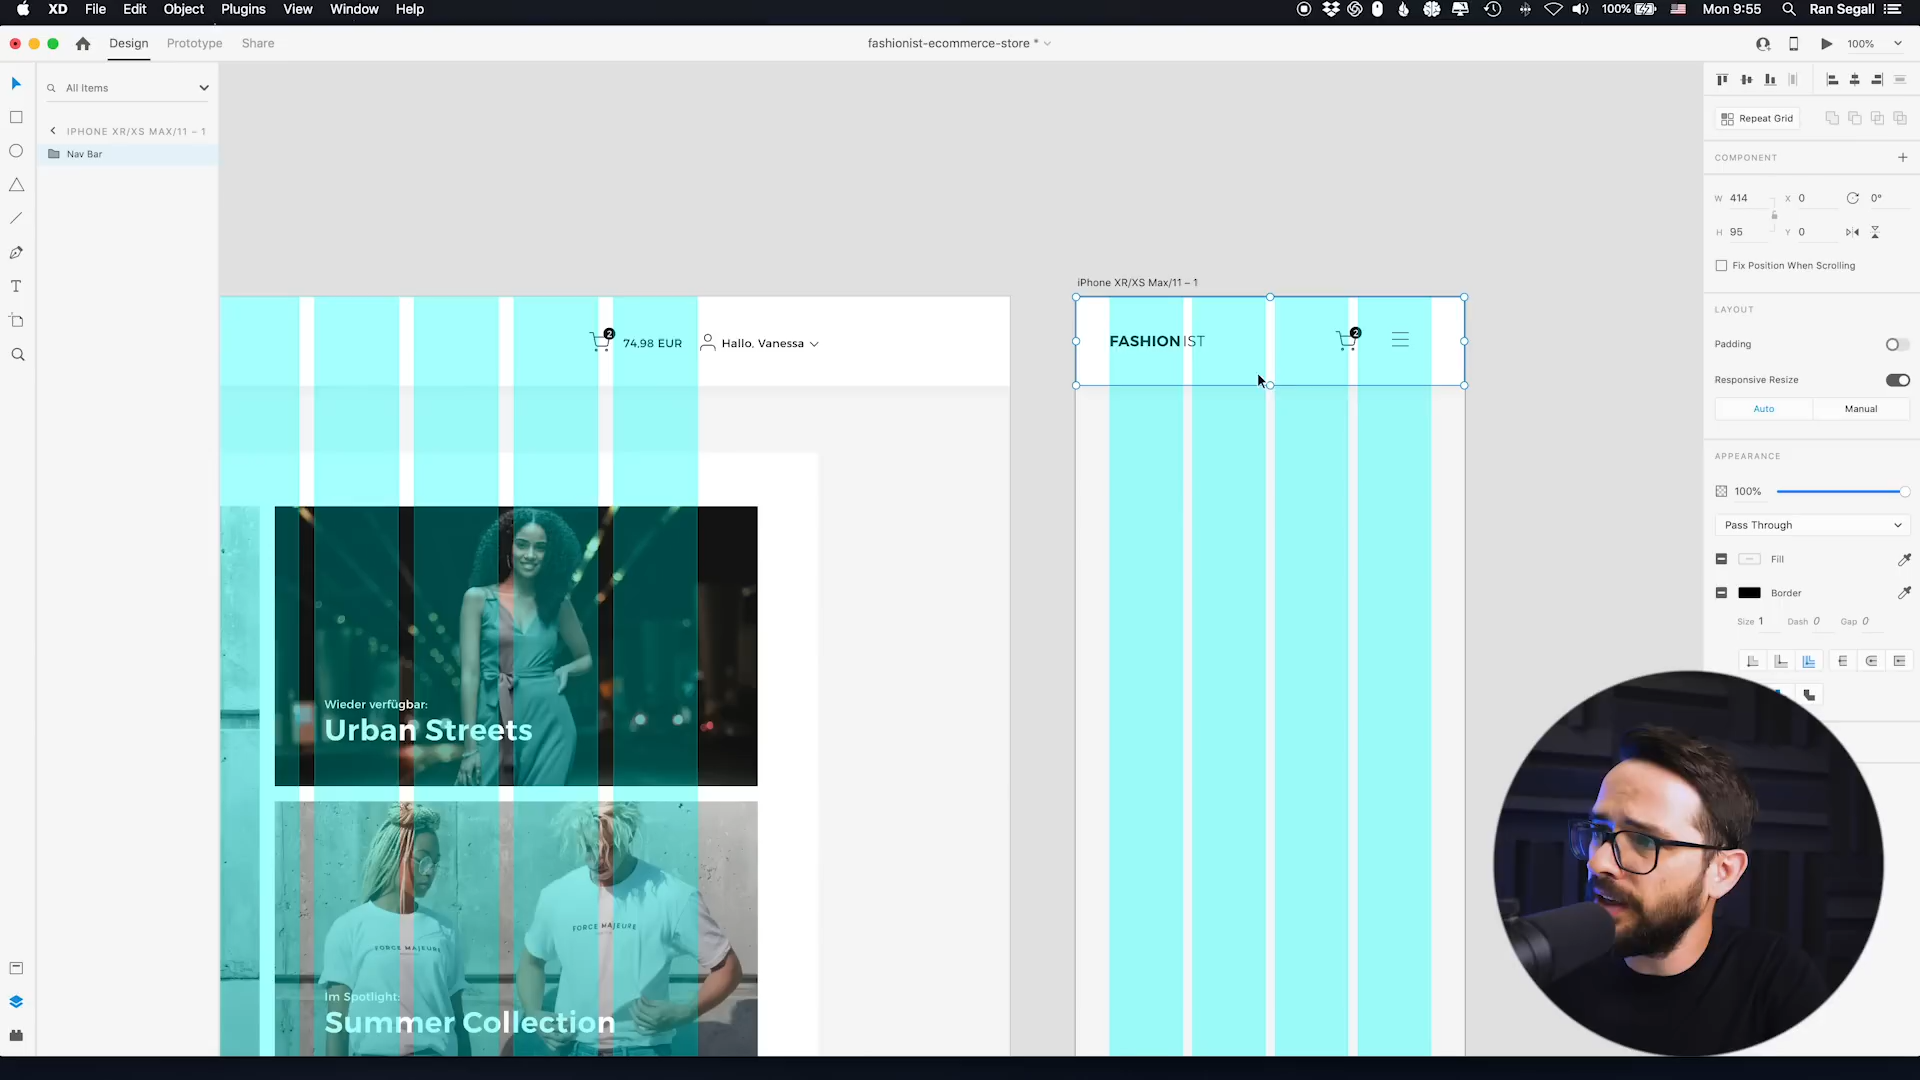 XD File Edit Object Plugins View Window Help
100% Mon 9:55 Ran Segall
Design Prototype Share
fashionist-ecommerce-store *
100%
All Items
IPHONE XR/XS MAX/11 – 1
Nav Bar
Repeat Grid
COMPONENT
W 414 X 0 0°
H 95 Y 0
Fix Position When Scrolling
LAYOUT
Padding
Responsive Resize
Auto Manual
APPEARANCE
100%
Pass Through
Fill
Border
Size 1 Dash 0 Gap 0
iPhone XR/XS Max/11 – 1
2 74,98 EUR Hallo, Vanessa
FASHIONIST 2
Wieder verfügbar:
Urban Streets
FORCE MAJEURE
FORCE MAJEURE
Im Spotlight:
Summer Collection